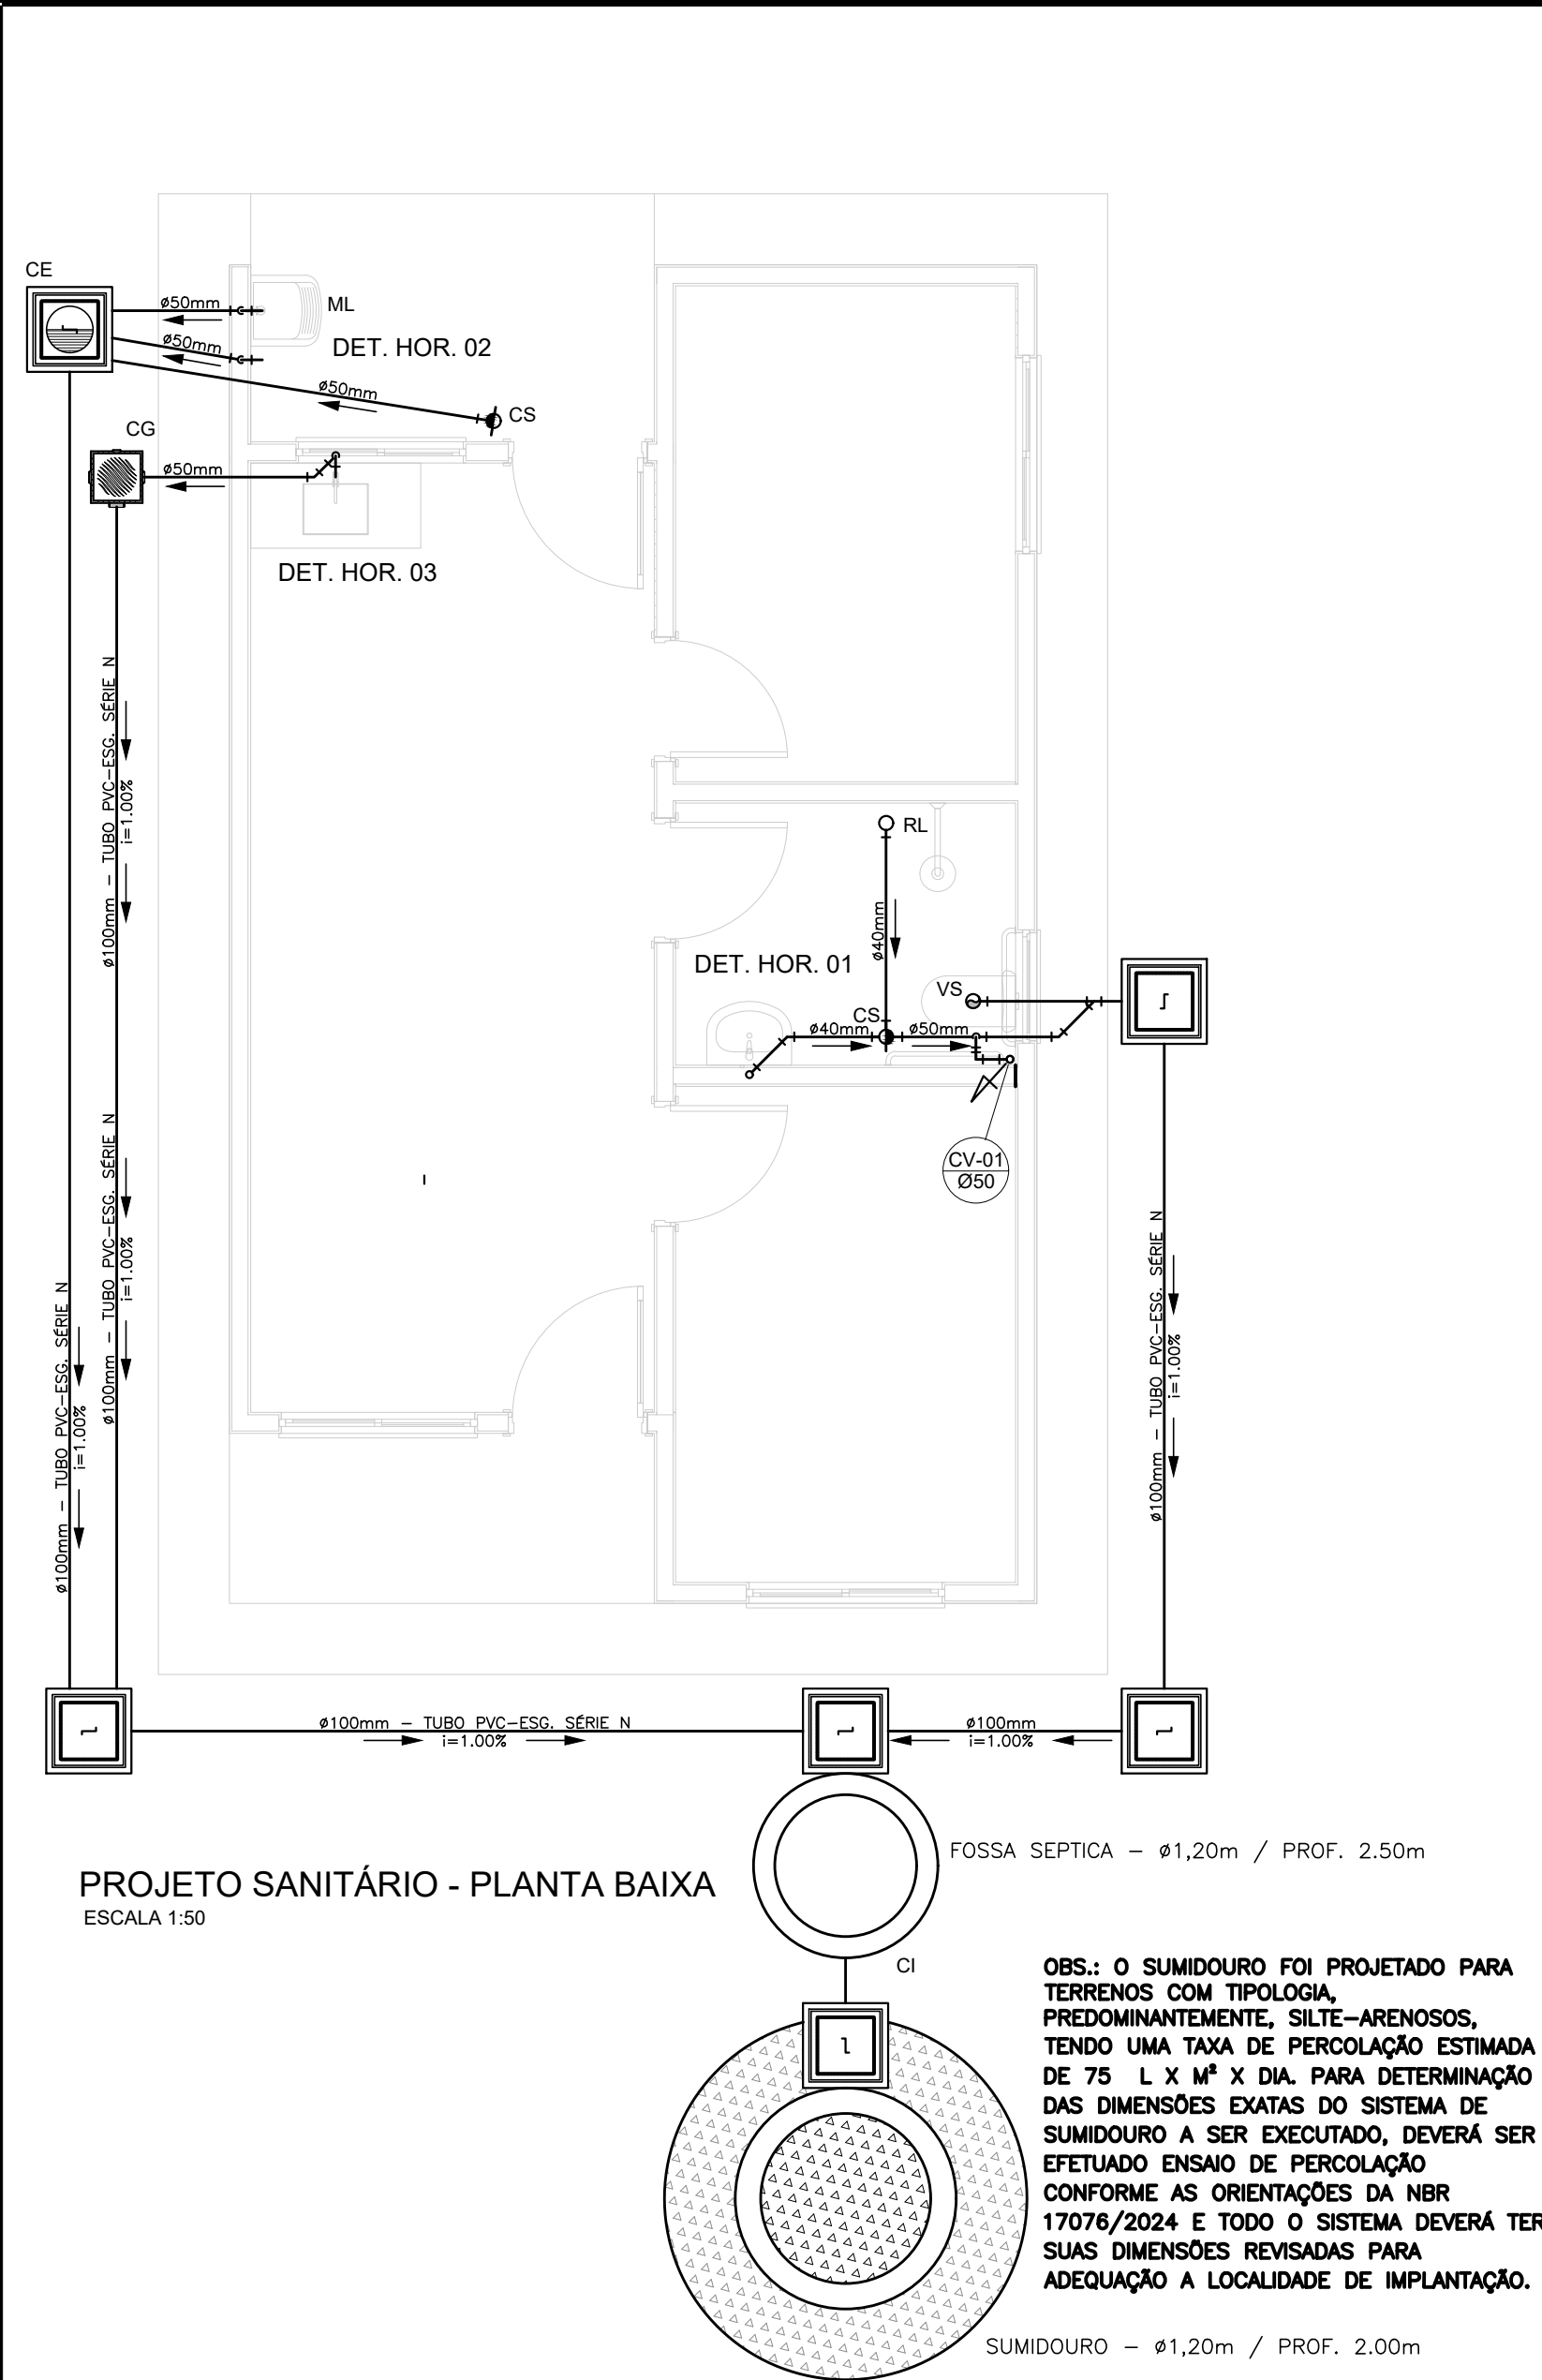 CE
ø50mm
ML
ø50mm
DET. HOR. 02
ø50mm
CS
CG
ø50mm
DET. HOR. 03
ø100mm – TUBO PVC–ESG. SÉRIE N
i=1.00%
RL
ø40mm
DET. HOR. 01
VS
CS
ø40mm
ø50mm
CV-01
Ø50
ø100mm – TUBO PVC–ESG. SÉRIE N
i=1.00%
ø100mm – TUBO PVC–ESG. SÉRIE N
i=1.00%
ø100mm – TUBO PVC–ESG. SÉRIE N
i=1.00%
ø100mm – TUBO PVC–ESG. SÉRIE N
i=1.00%
ø100mm
i=1.00%
FOSSA SEPTICA – ø1,20m / PROF. 2.50m
PROJETO SANITÁRIO - PLANTA BAIXA
ESCALA 1:50
CI
OBS.: O SUMIDOURO FOI PROJETADO PARA
TERRENOS COM TIPOLOGIA,
PREDOMINANTEMENTE, SILTE–ARENOSOS,
TENDO UMA TAXA DE PERCOLAÇÃO ESTIMADA
DE 75 L X M² X DIA. PARA DETERMINAÇÃO
DAS DIMENSÕES EXATAS DO SISTEMA DE
SUMIDOURO A SER EXECUTADO, DEVERÁ SER
EFETUADO ENSAIO DE PERCOLAÇÃO
CONFORME AS ORIENTAÇÕES DA NBR
17076/2024 E TODO O SISTEMA DEVERÁ TER
SUAS DIMENSÕES REVISADAS PARA
ADEQUAÇÃO A LOCALIDADE DE IMPLANTAÇÃO.
SUMIDOURO – ø1,20m / PROF. 2.00m